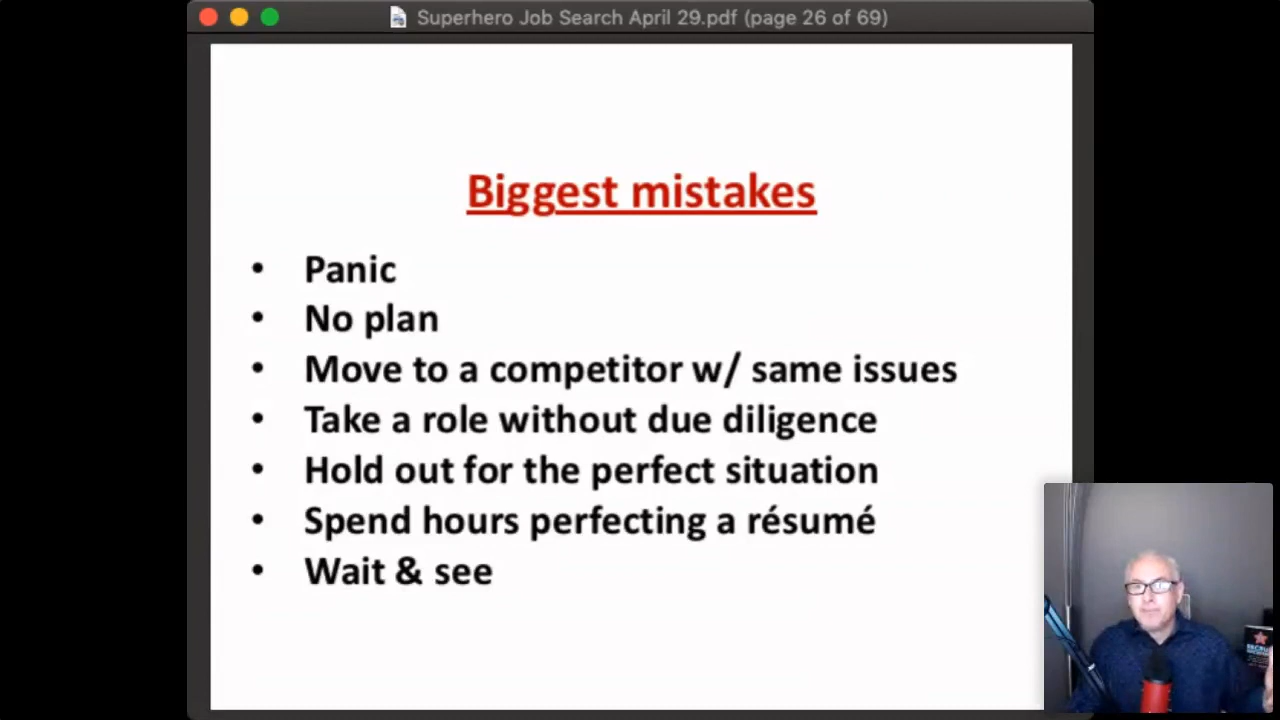 Superhero Job Search April 29.pdf (page 26 of 69)
Biggest mistakes
• Panic
• No plan
• Move to a competitor w/ same issues
• Take a role without due diligence
• Hold out for the perfect situation
• Spend hours perfecting a résumé
• Wait & see